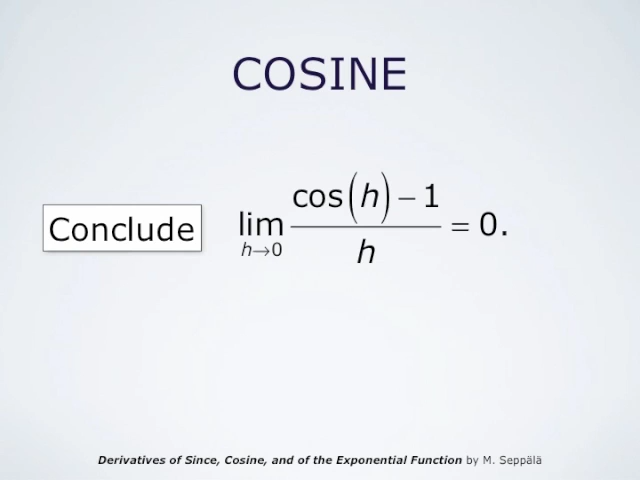 COSINE
Conclude
lim h→0 cos(h) − 1 / h = 0.
Derivatives of Since, Cosine, and of the Exponential Function by M. Seppälä